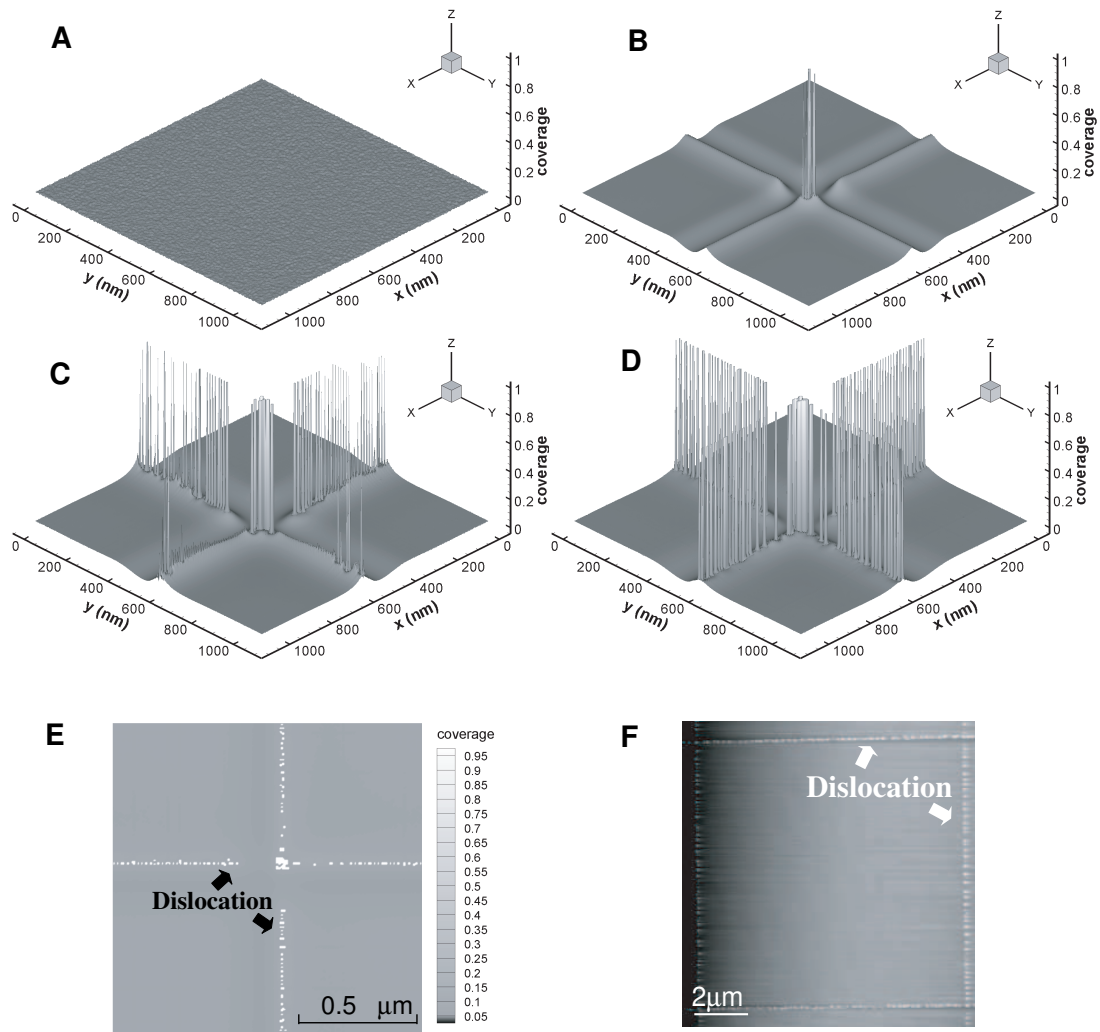 A
Z
X
Y
1
0.8
0.6
0.4
0.2
0
coverage
0
200
400
600
800
1000
y (nm)
0
200
400
600
800
1000
x (nm)
B
Z
X
Y
1
0.8
0.6
0.4
0.2
0
coverage
0
200
400
600
800
1000
y (nm)
0
200
400
600
800
1000
x (nm)
C
Z
X
Y
1
0.8
0.6
0.4
0.2
0
coverage
0
200
400
600
800
1000
y (nm)
0
200
400
600
800
1000
x (nm)
D
Z
X
Y
1
0.8
0.6
0.4
0.2
0
coverage
0
200
400
600
800
1000
y (nm)
0
200
400
600
800
1000
x (nm)
E
Dislocation
0.5 μm
coverage
0.95
0.9
0.85
0.8
0.75
0.7
0.65
0.6
0.55
0.5
0.45
0.4
0.35
0.3
0.25
0.2
0.15
0.1
0.05
F
Dislocation
2μm